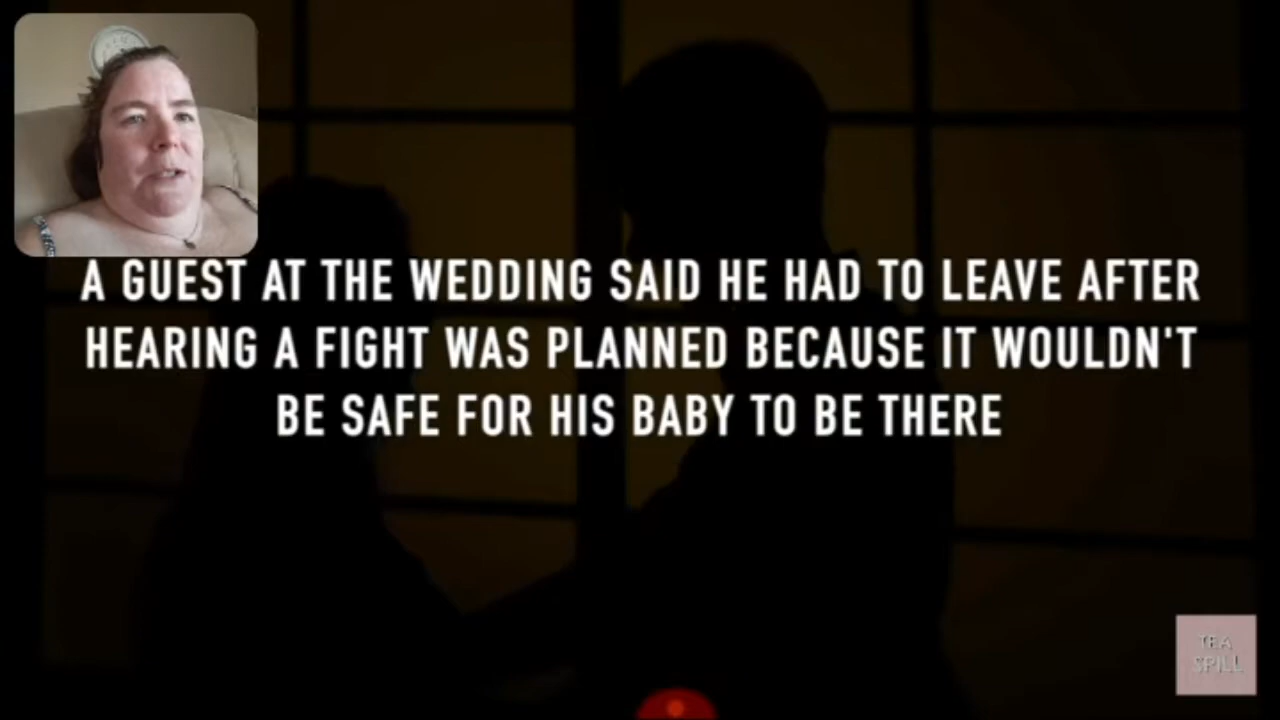 A GUEST AT THE WEDDING SAID HE HAD TO LEAVE AFTER
HEARING A FIGHT WAS PLANNED BECAUSE IT WOULDN'T
BE SAFE FOR HIS BABY TO BE THERE
TEA
SPILL